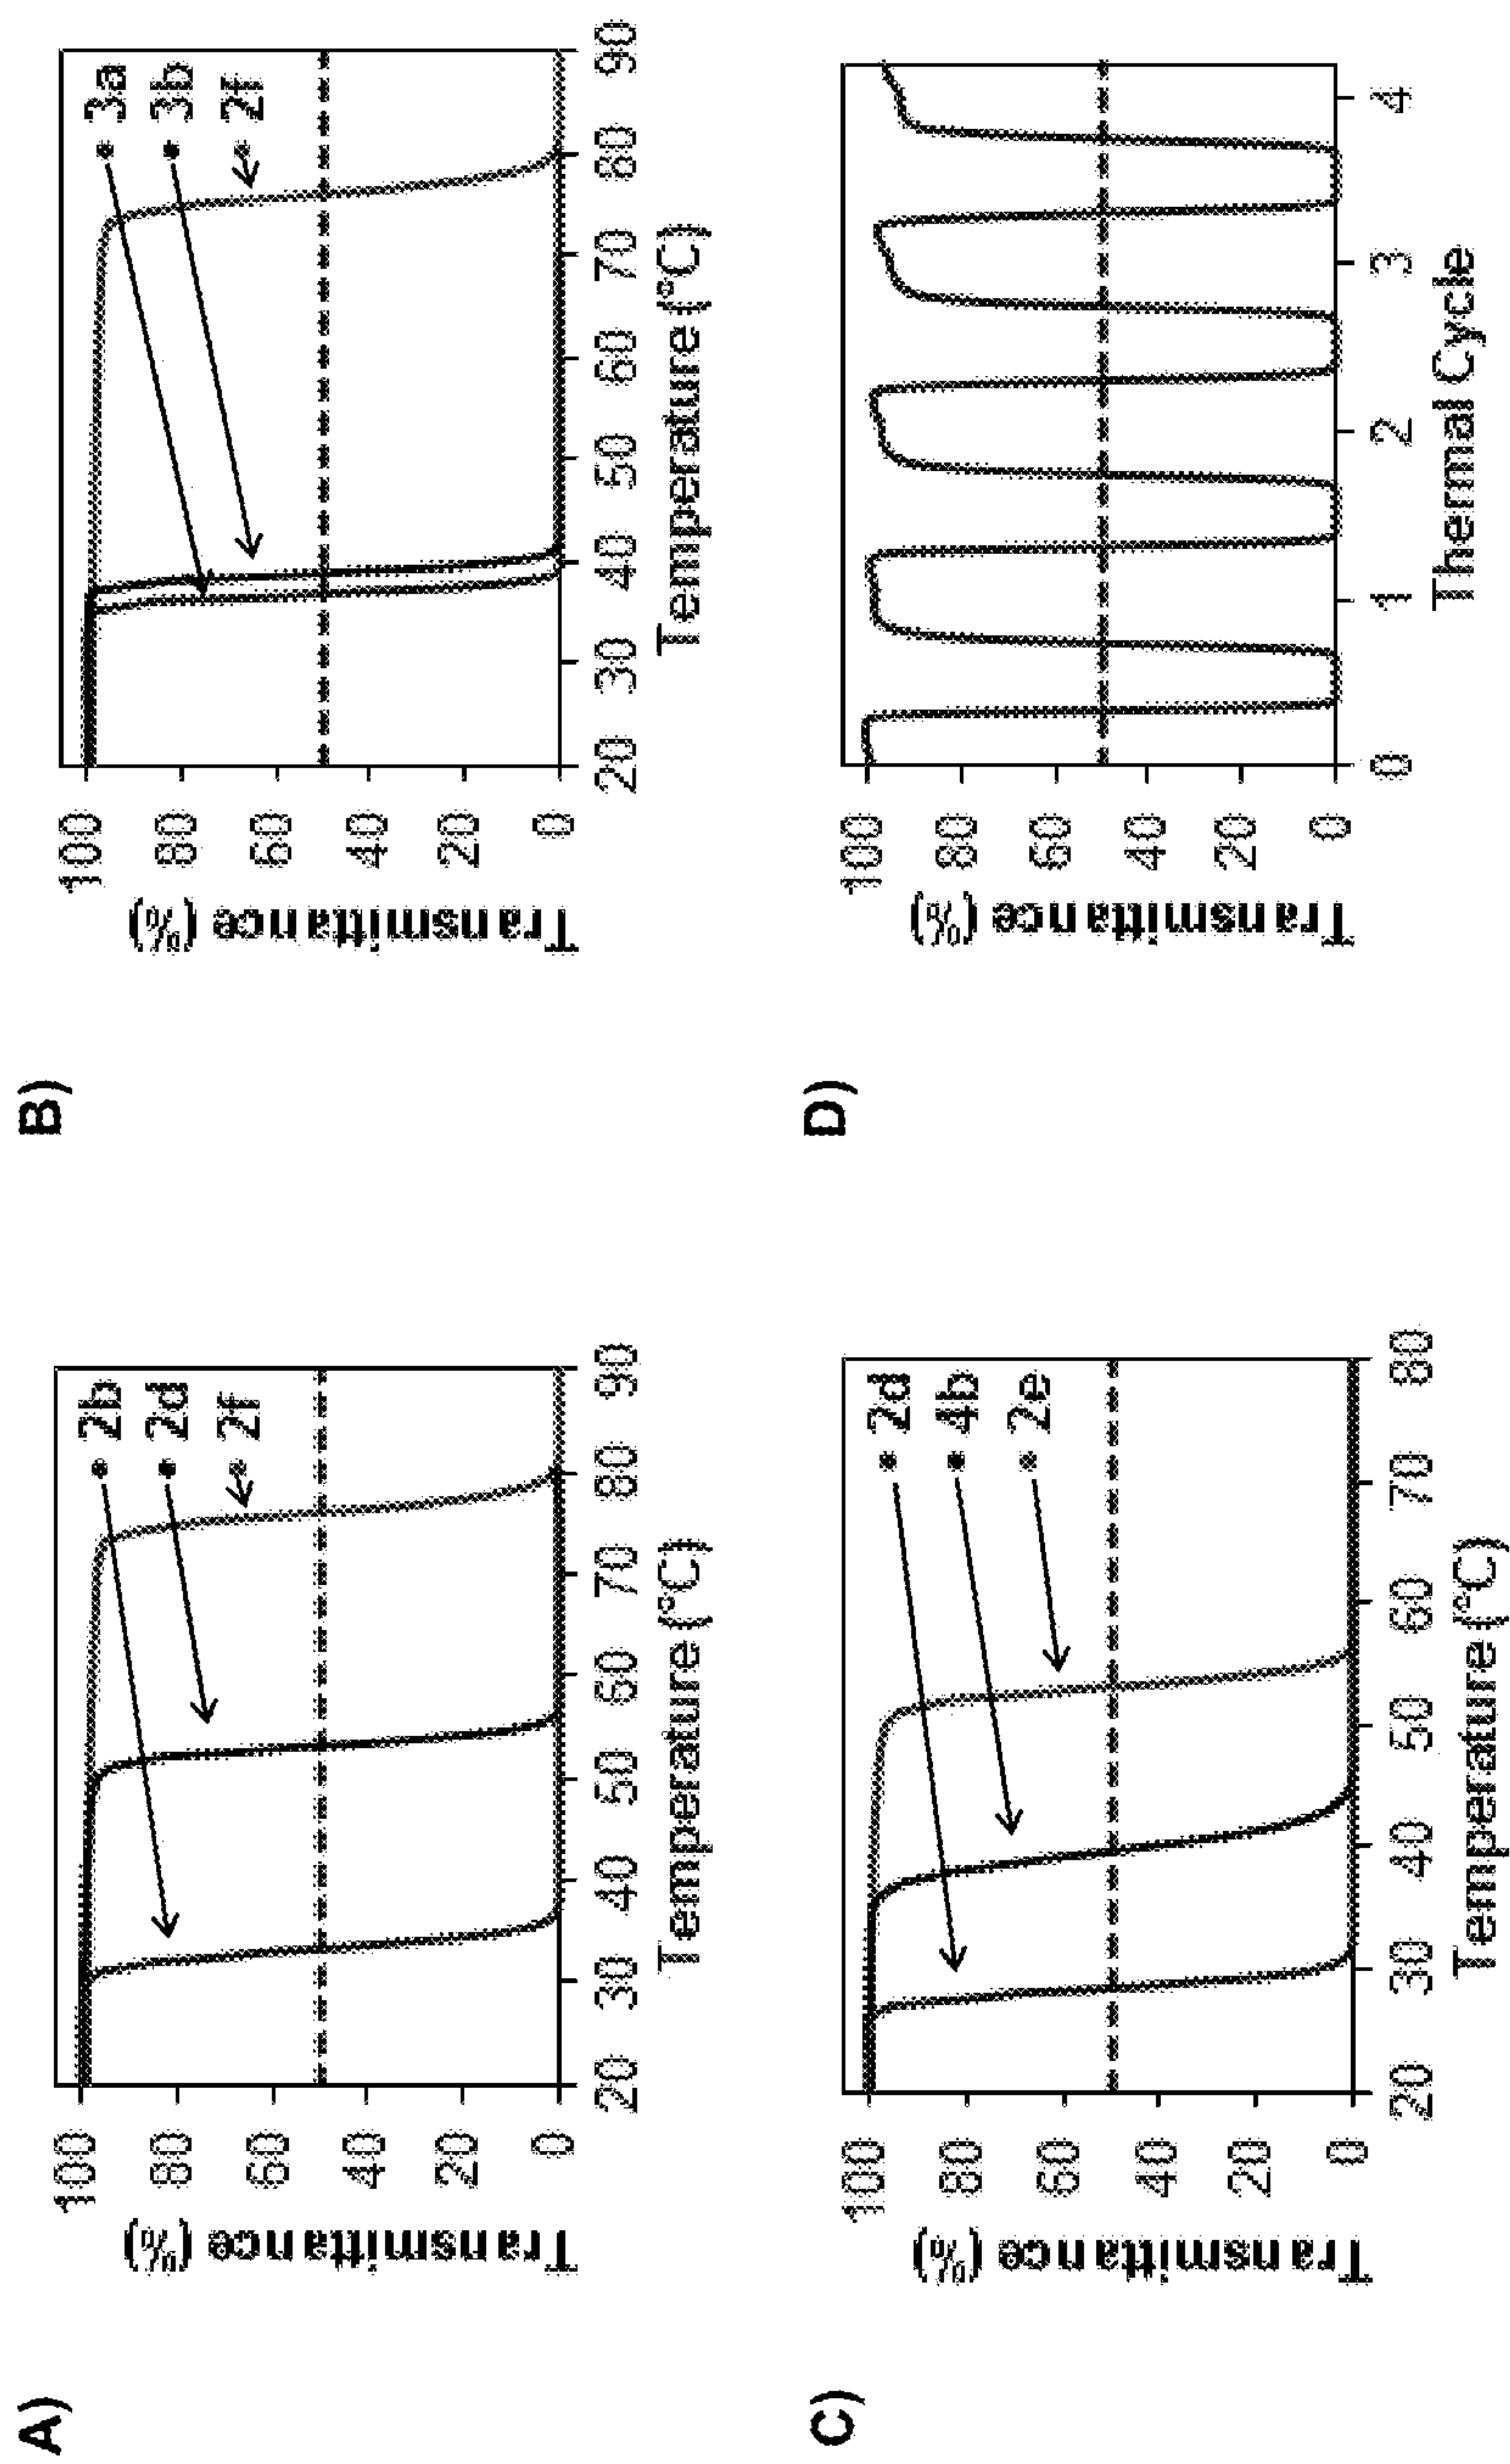 A)
Transmittance (%)
100
80
60
40
20
0
2b
2d
2f
20 30 40 50 60 70 80 90
Temperature (°C)
B)
Transmittance (%)
100
80
60
40
20
0
3a
3b
2f
20 30 40 50 60 70 80 90
Temperature (°C)
C)
Transmittance (%)
100
80
60
40
20
0
2d
4b
2e
20 30 40 50 60 70 80
Temperature (°C)
D)
Transmittance (%)
100
80
60
40
20
0
0 1 2 3 4
Thermal Cycle